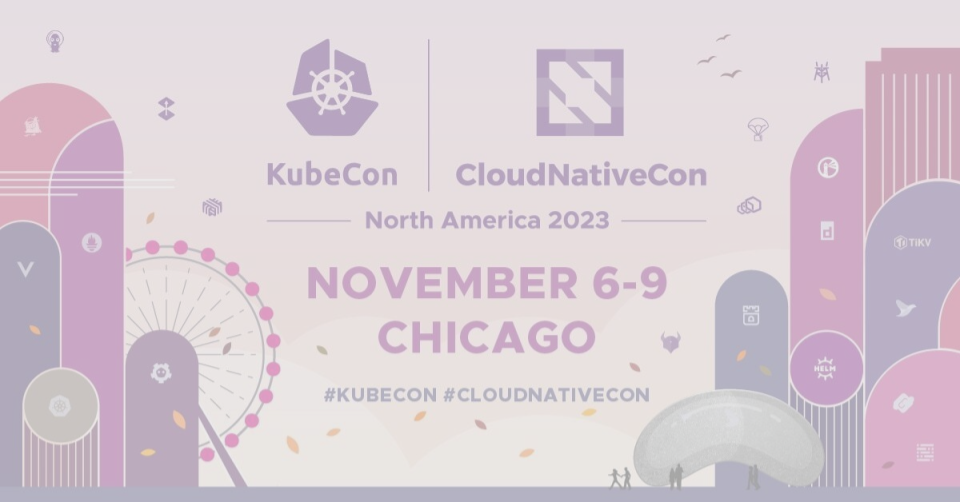 KubeCon
CloudNativeCon
North America 2023
NOVEMBER 6-9
CHICAGO
#KUBECON #CLOUDNATIVECON
TiKV
HELM